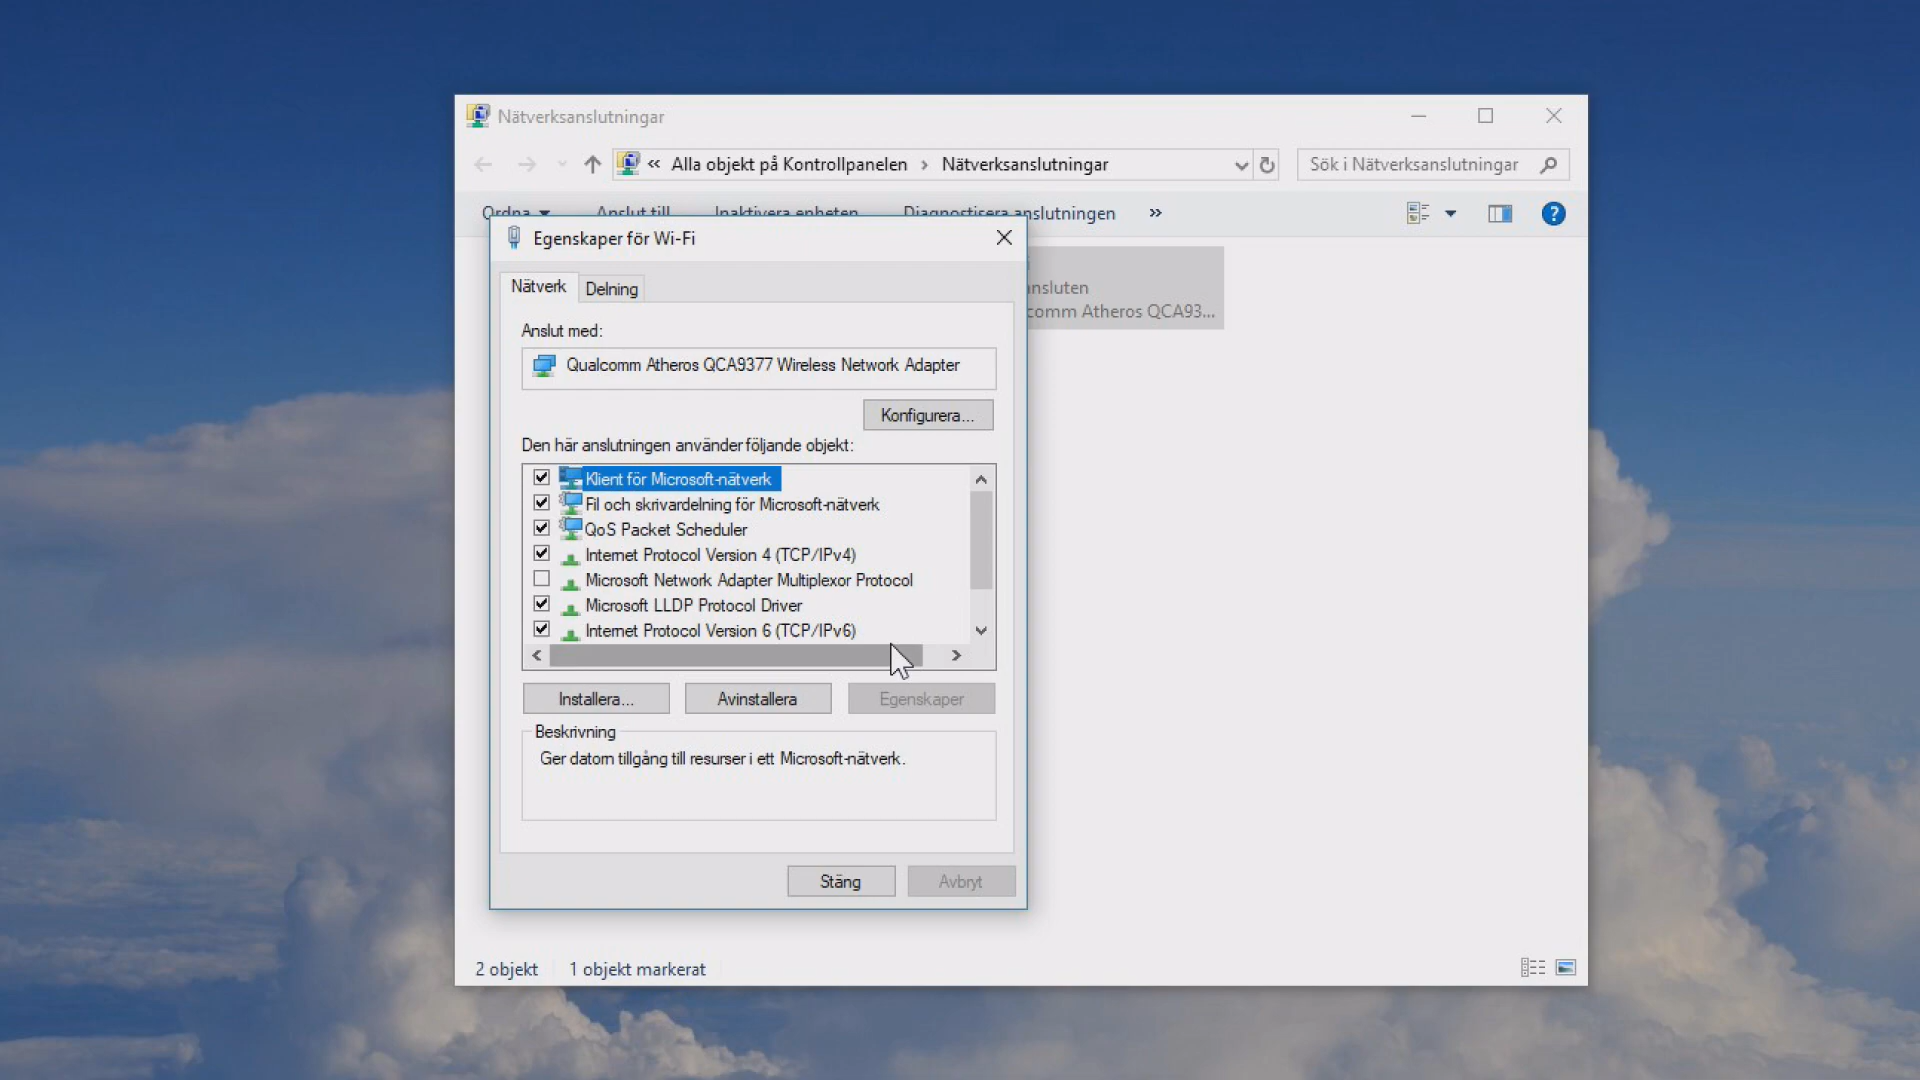 Nätverksanslutningar
« Alla objekt på Kontrollpanelen › Nätverksanslutningar
Sök i Nätverksanslutningar
Ordna Anslut till Inaktivera enheten Diagnostisera anslutningen »
Egenskaper för Wi-Fi
Nätverk Delning
Anslut med:
Qualcomm Atheros QCA9377 Wireless Network Adapter
Konfigurera...
Den här anslutningen använder följande objekt:
Klient för Microsoft-nätverk
Fil och skrivardelning för Microsoft-nätverk
QoS Packet Scheduler
Internet Protocol Version 4 (TCP/IPv4)
Microsoft Network Adapter Multiplexor Protocol
Microsoft LLDP Protocol Driver
Internet Protocol Version 6 (TCP/IPv6)
Installera... Avinstallera Egenskaper
Beskrivning
Ger datorn tillgång till resurser i ett Microsoft-nätverk.
Stäng Avbryt
nsluten
comm Atheros QCA93...
2 objekt 1 objekt markerat